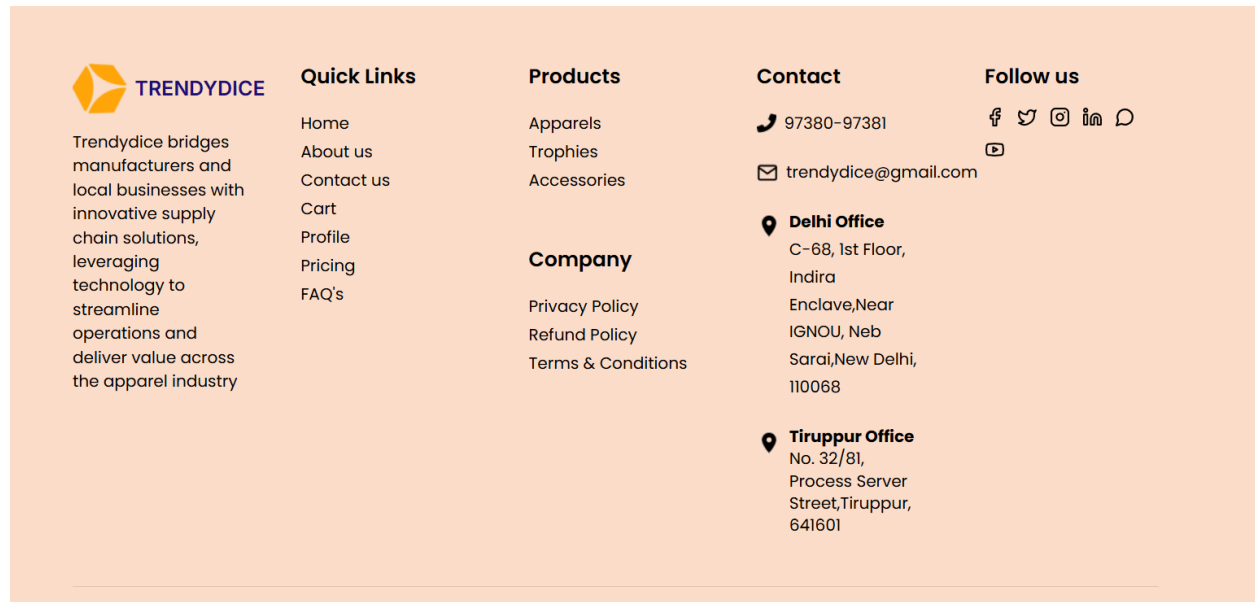 TRENDYDICE
Trendydice bridges
manufacturers and
local businesses with
innovative supply
chain solutions,
leveraging
technology to
streamline
operations and
deliver value across
the apparel industry
Quick Links
Home
About us
Contact us
Cart
Profile
Pricing
FAQ's
Products
Apparels
Trophies
Accessories
Company
Privacy Policy
Refund Policy
Terms & Conditions
Contact
97380-97381
trendydice@gmail.com
Delhi Office
C-68, 1st Floor,
Indira
Enclave,Near
IGNOU, Neb
Sarai,New Delhi,
110068
Tiruppur Office
No. 32/81,
Process Server
Street,Tiruppur,
641601
Follow us